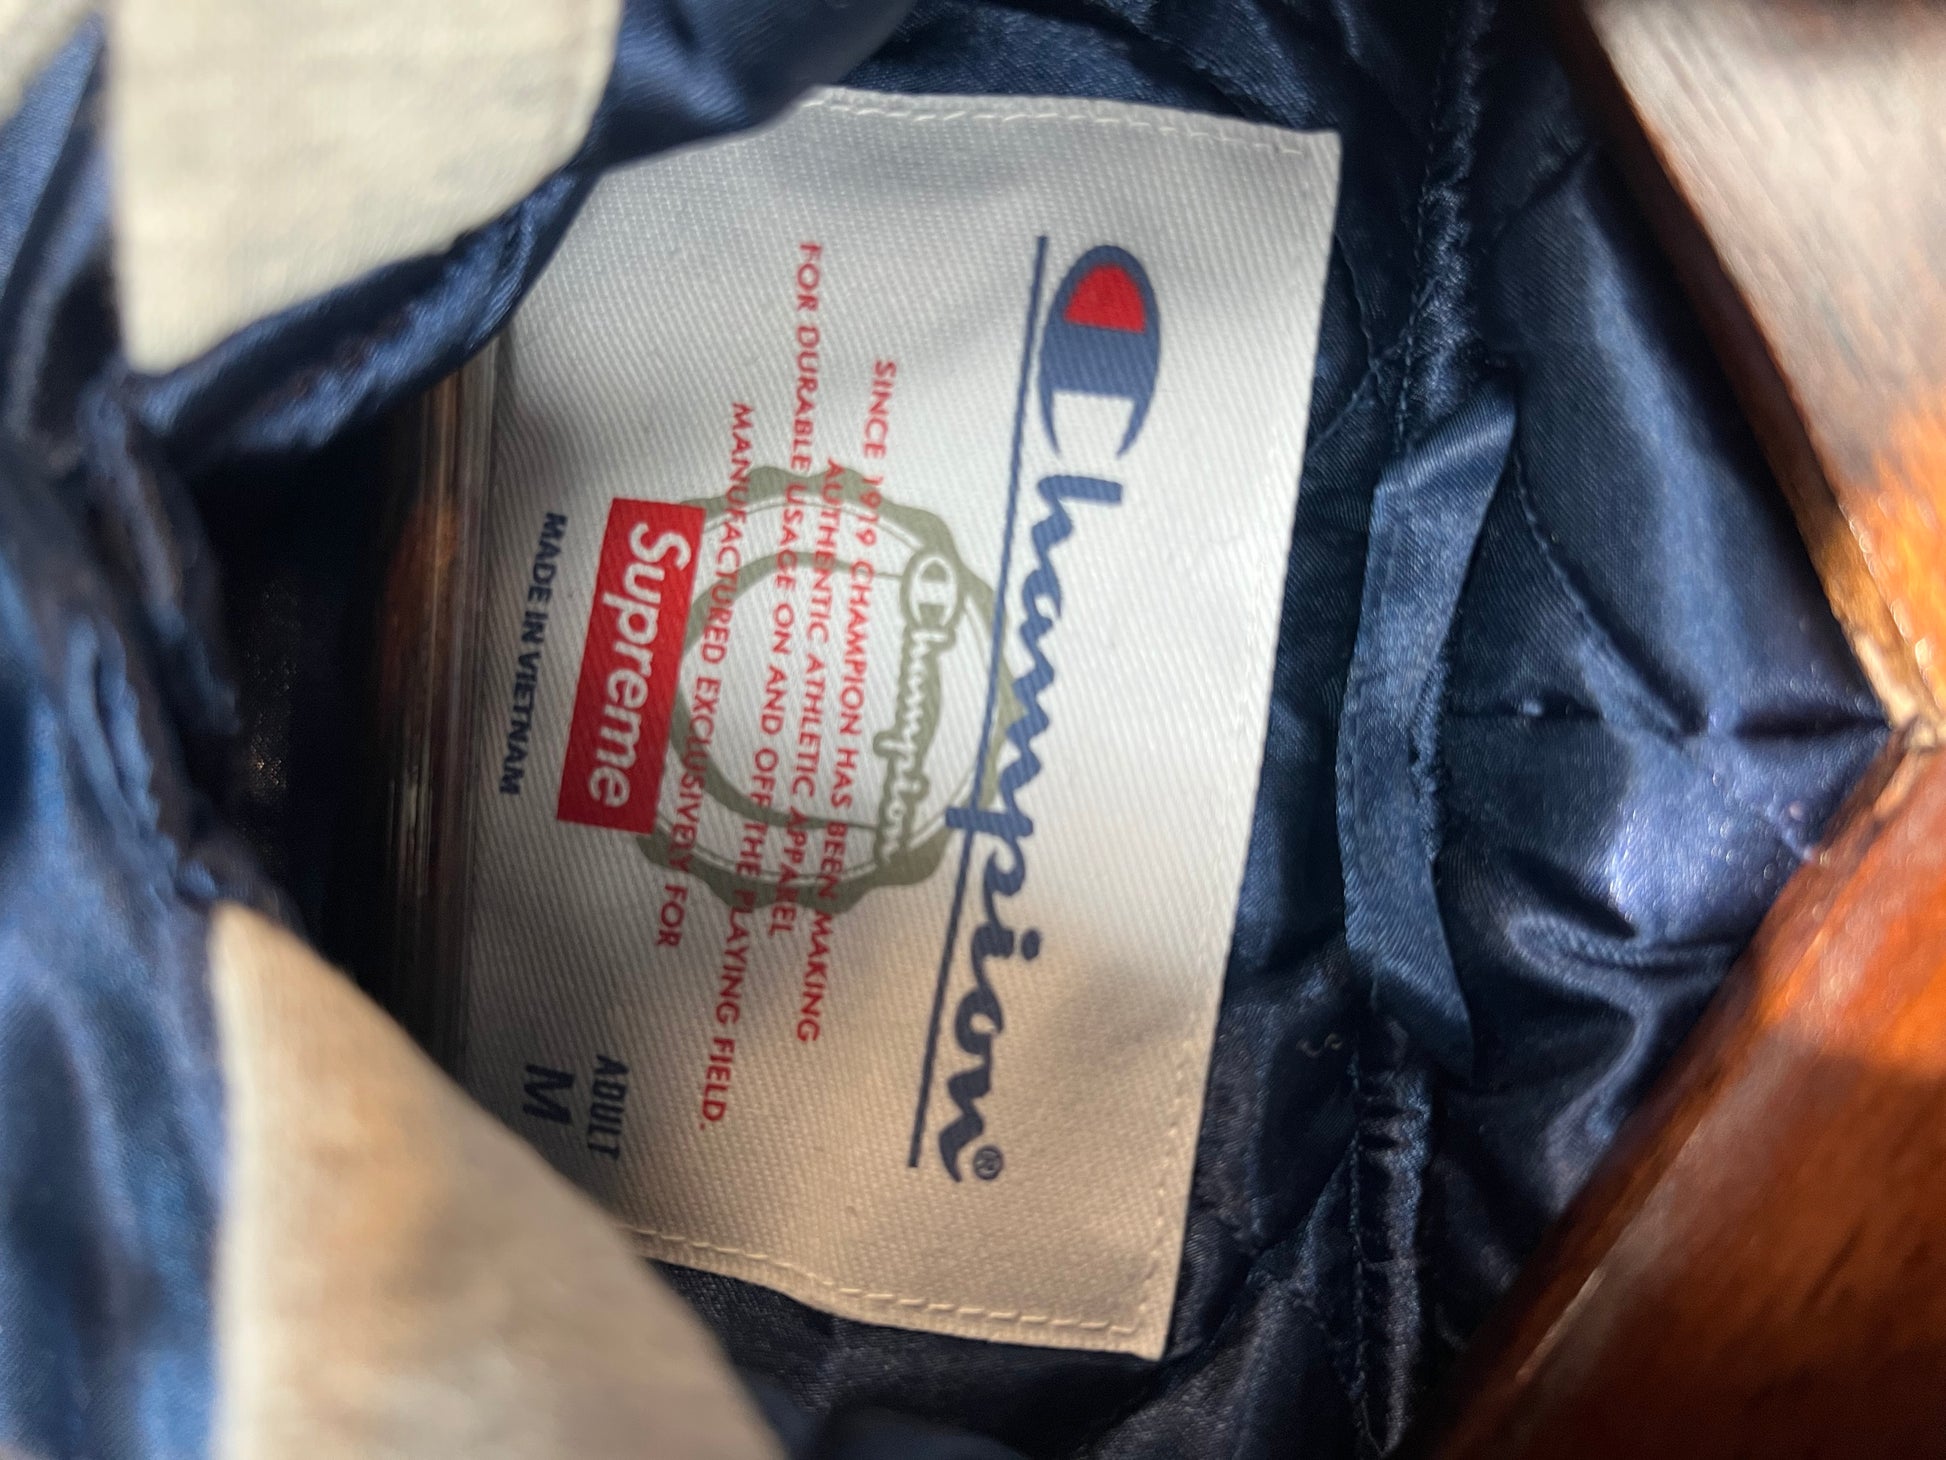 Champion®
SINCE 1919 CHAMPION HAS BEEN MAKING
AUTHENTIC ATHLETIC APPAREL
FOR DURABLE USAGE ON AND OFF THE PLAYING FIELD.
MANUFACTURED EXCLUSIVELY FOR
Champion
Supreme
MADE IN VIETNAM
ADULT
M